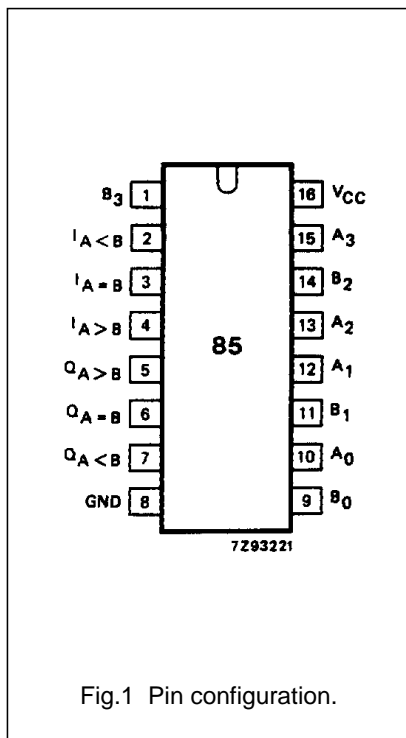 B3 1 16 VCC
IA<B 2 15 A3
IA=B 3 14 B2
IA>B 4 13 A2
85
QA>B 5 12 A1
QA=B 6 11 B1
QA<B 7 10 A0
GND 8 9 B0
7Z93221
Fig.1 Pin configuration.